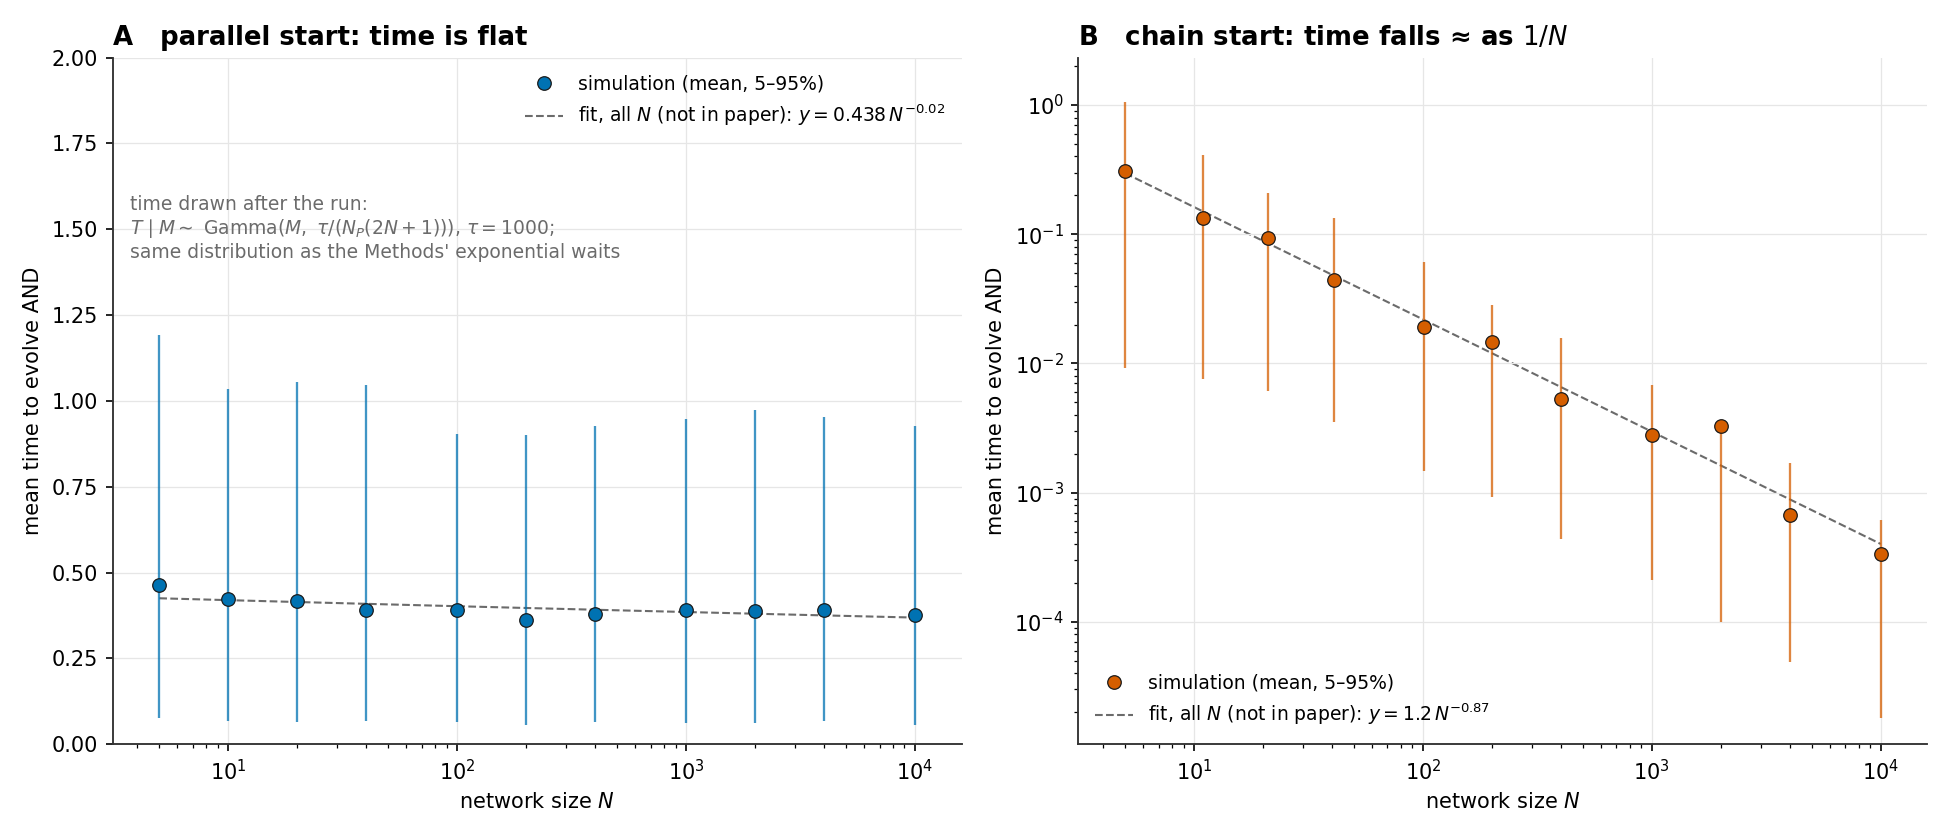 A parallel start: time is flat
2.00
1.75
1.50
1.25
1.00
0.75
0.50
0.25
0.00
mean time to evolve AND
simulation (mean, 5–95%)
fit, all N (not in paper): y = 0.438 N^−0.02
time drawn after the run:
T | M ~ Gamma(M, τ/(N_P(2N + 1))), τ = 1000;
same distribution as the Methods' exponential waits
10^1 10^2 10^3 10^4
network size N
B chain start: time falls ≈ as 1/N
10^0
10^−1
10^−2
10^−3
10^−4
mean time to evolve AND
simulation (mean, 5–95%)
fit, all N (not in paper): y = 1.2 N^−0.87
10^1 10^2 10^3 10^4
network size N